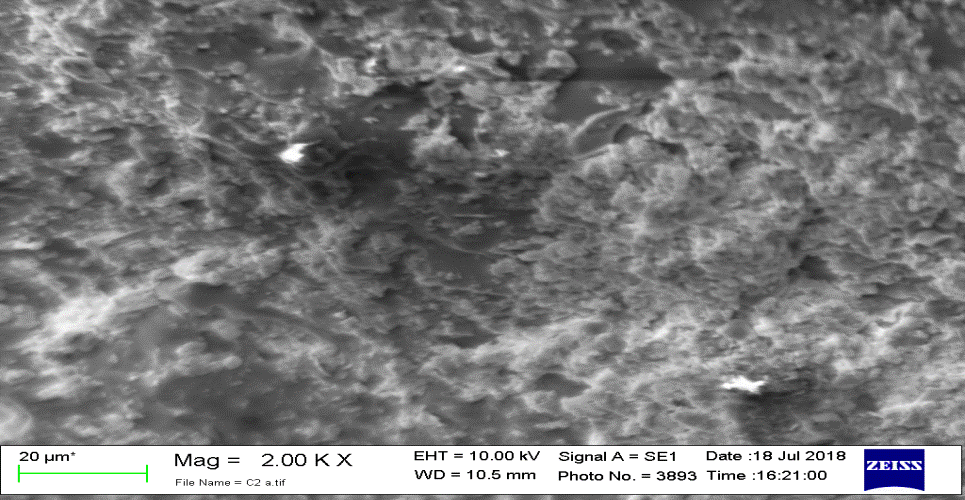 20 µm*
Mag = 2.00 K X
File Name = C2 a.tif
EHT = 10.00 kV
WD = 10.5 mm
Signal A = SE1
Photo No. = 3893
Date :18 Jul 2018
Time :16:21:00
ZEISS